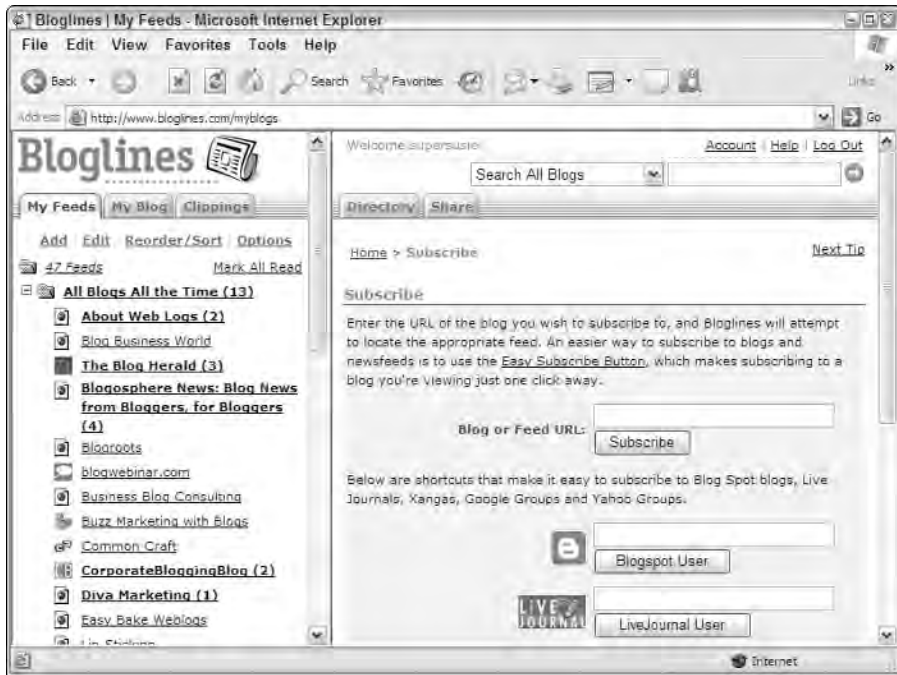 Bloglines | My Feeds - Microsoft Internet Explorer
File Edit View Favorites Tools Help
Back Search Favorites Links »
Address http://www.bloglines.com/myblogs Go
Bloglines
My Feeds My Blog Clippings
Add Edit Reorder/Sort Options
47 Feeds Mark All Read
All Blogs All the Time (13)
About Web Logs (2)
Blog Business World
The Blog Herald (3)
Blogosphere News: Blog News
from Bloggers, for Bloggers
(4)
Blogroots
blogwebinar.com
Business Blog Consulting
Buzz Marketing with Blogs
Common Craft
CorporateBloggingBlog (2)
Diva Marketing (1)
Easy Bake Weblogs
Welcome supersusie
Account | Help | Log Out
Search All Blogs
Directory Share
Home > Subscribe Next Tip
Subscribe
Enter the URL of the blog you wish to subscribe to, and Bloglines will attempt
to locate the appropriate feed. An easier way to subscribe to blogs and
newsfeeds is to use the Easy Subscribe Button, which makes subscribing to a
blog you're viewing just one click away.
Blog or Feed URL:
Subscribe
Below are shortcuts that make it easy to subscribe to Blog Spot blogs, Live
Journals, Xangas, Google Groups and Yahoo Groups.
Blogspot User
LIVE
JOURNAL
LiveJournal User
Internet